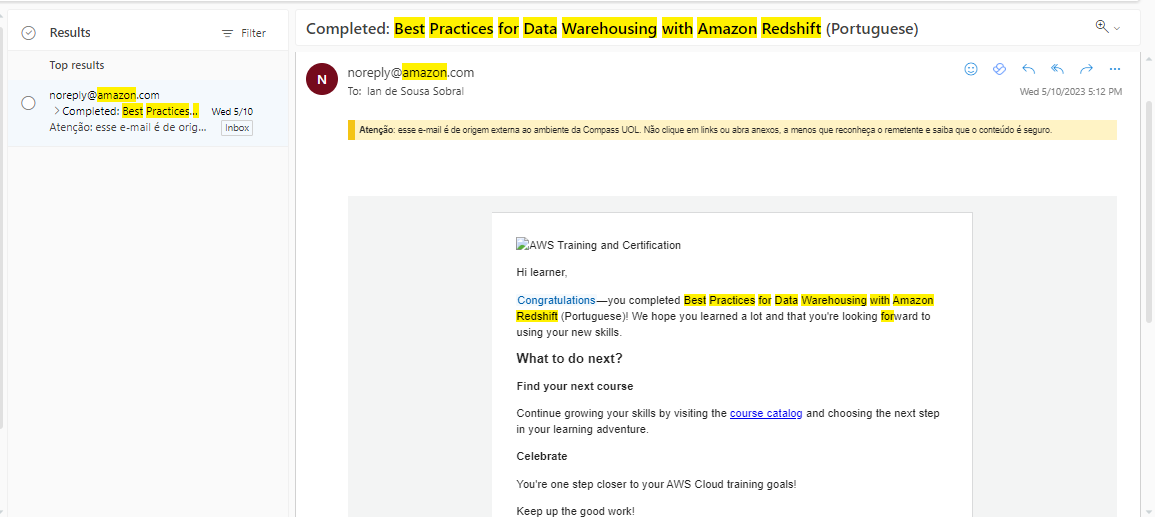 Results
Filter
Top results
noreply@amazon.com
Completed: Best Practices... Wed 5/10
Atenção: esse e-mail é de orig... Inbox
Completed: Best Practices for Data Warehousing with Amazon Redshift (Portuguese)
N
noreply@amazon.com
To: Ian de Sousa Sobral
Wed 5/10/2023 5:12 PM
Atenção: esse e-mail é de origem externa ao ambiente da Compass UOL. Não clique em links ou abra anexos, a menos que reconheça o remetente e saiba que o conteúdo é seguro.
AWS Training and Certification
Hi learner,
Congratulations—you completed Best Practices for Data Warehousing with Amazon
Redshift (Portuguese)! We hope you learned a lot and that you're looking forward to
using your new skills.
What to do next?
Find your next course
Continue growing your skills by visiting the course catalog and choosing the next step
in your learning adventure.
Celebrate
You're one step closer to your AWS Cloud training goals!
Keep up the good work!